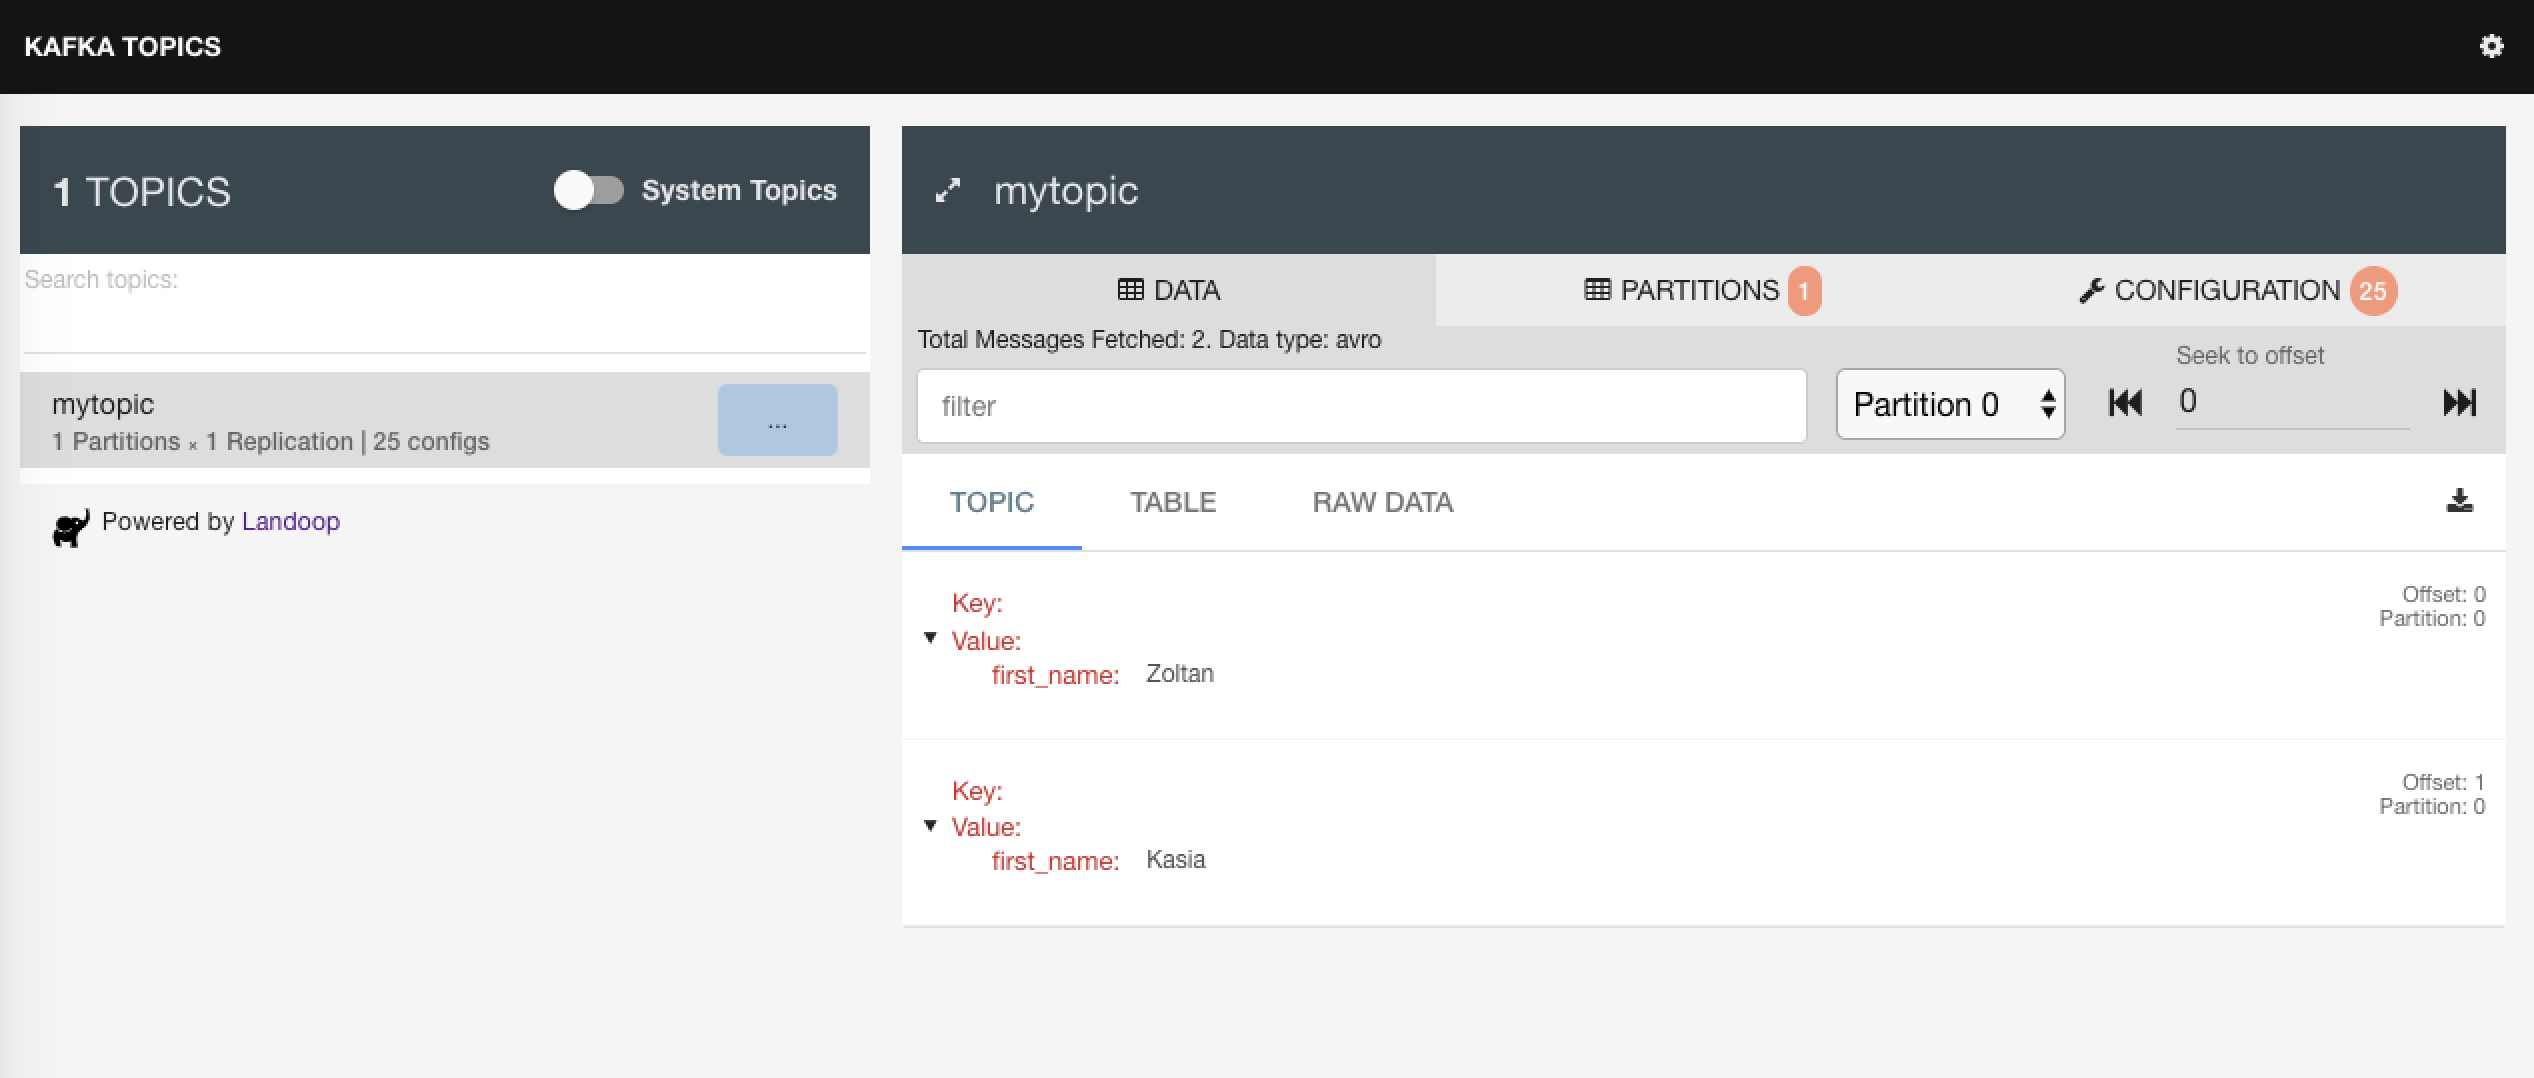 KAFKA TOPICS
1 TOPICS
System Topics
Search topics:
mytopic
1 Partitions × 1 Replication | 25 configs
...
Powered by Landoop
mytopic
DATA
PARTITIONS 1
CONFIGURATION 25
Total Messages Fetched: 2. Data type: avro
filter
Partition 0
Seek to offset
0
TOPIC
TABLE
RAW DATA
Key:
Value:
first_name: Zoltan
Offset: 0
Partition: 0
Key:
Value:
first_name: Kasia
Offset: 1
Partition: 0